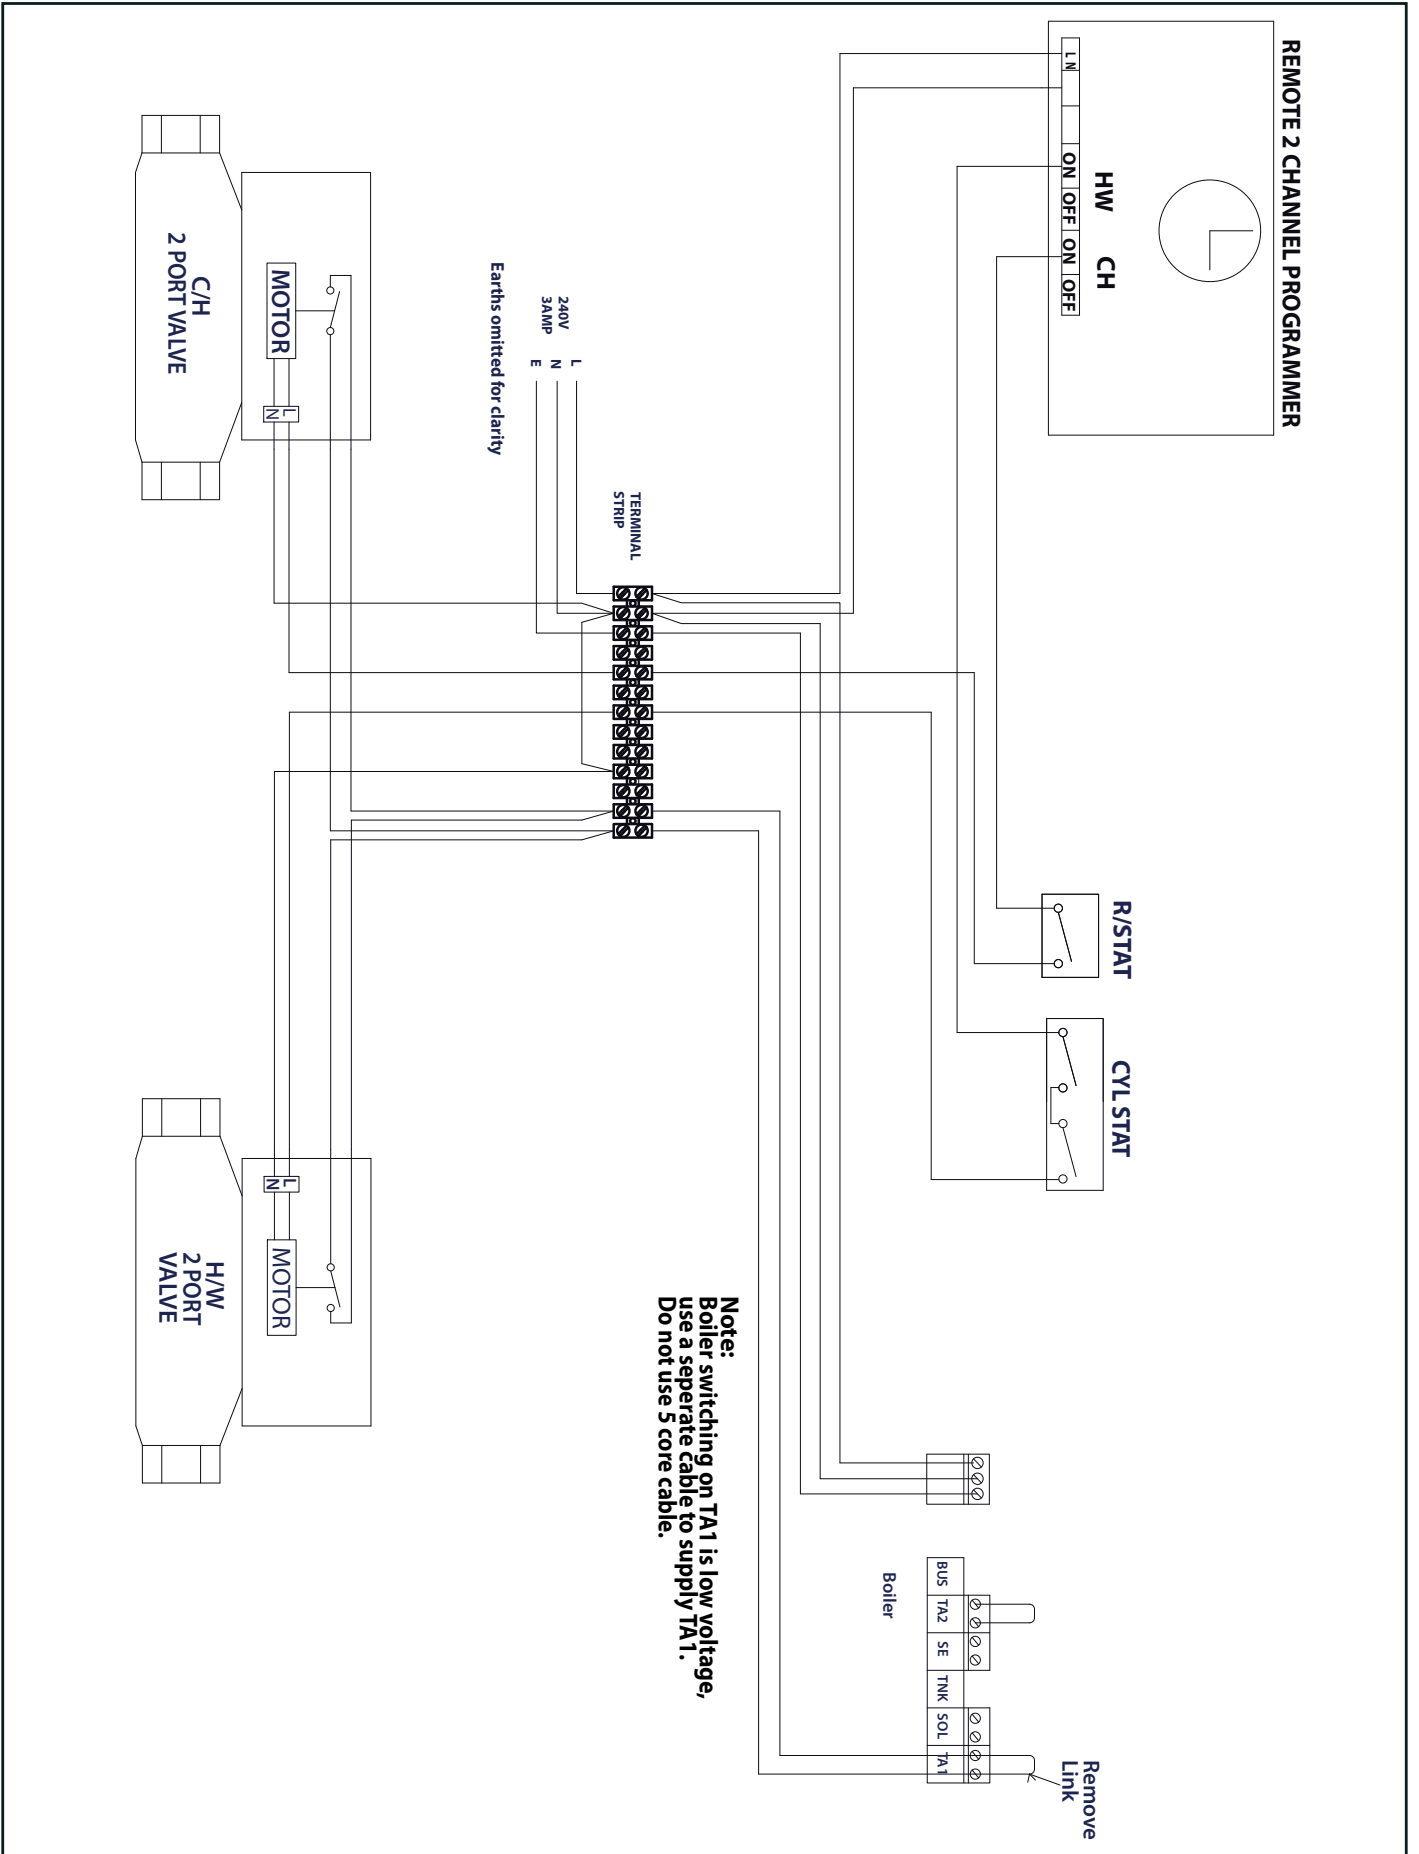 REMOTE 2 CHANNEL PROGRAMMER
L N
ON OFF ON OFF
HW CH
R/STAT
CYL STAT
Remove
Link
BUS TA2 SE TNK SOL TA1
Boiler
Note:
Boiler switching on TA1 is low voltage,
use a seperate cable to supply TA1.
Do not use 5 core cable.
TERMINAL
STRIP
240V
3AMP
L
N
E
Earths omitted for clarity
MOTOR
L
N
C/H
2 PORT VALVE
L
N
MOTOR
H/W
2 PORT
VALVE